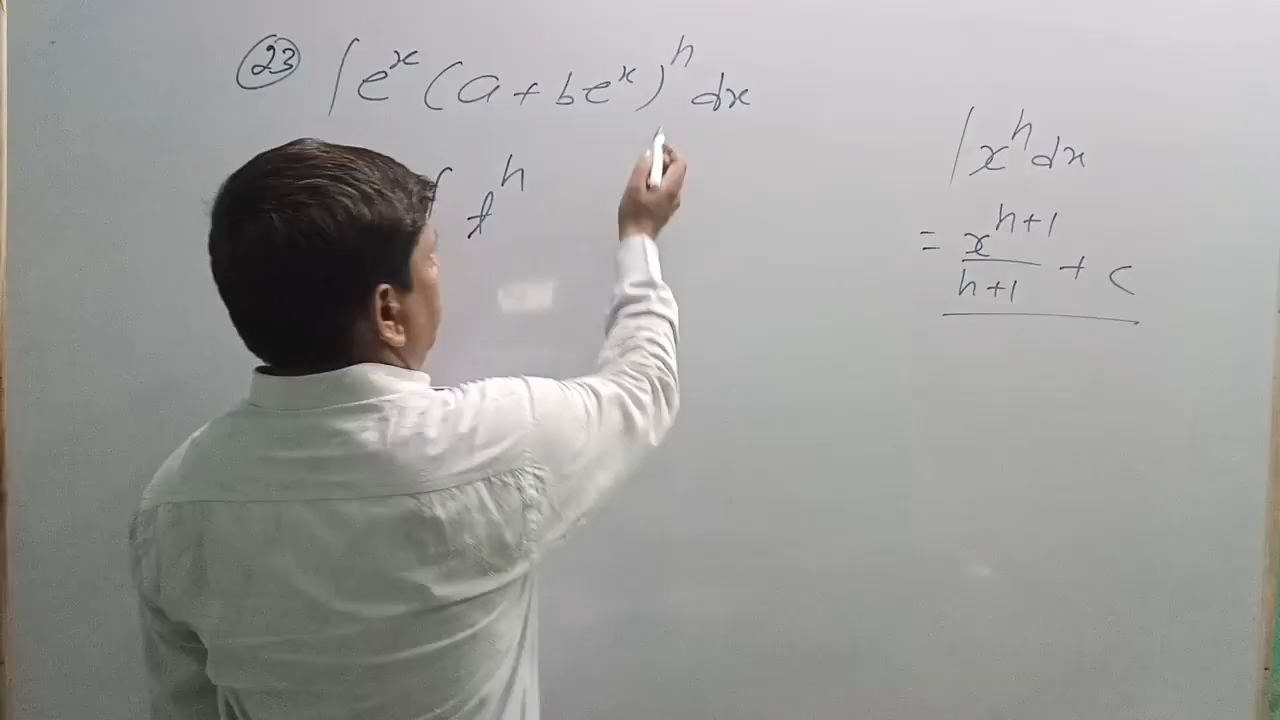 23 ∫ e^x (a + be^x)^n dx
∫ t^n
∫ x^n dx
= x^(n+1)/(n+1) + c